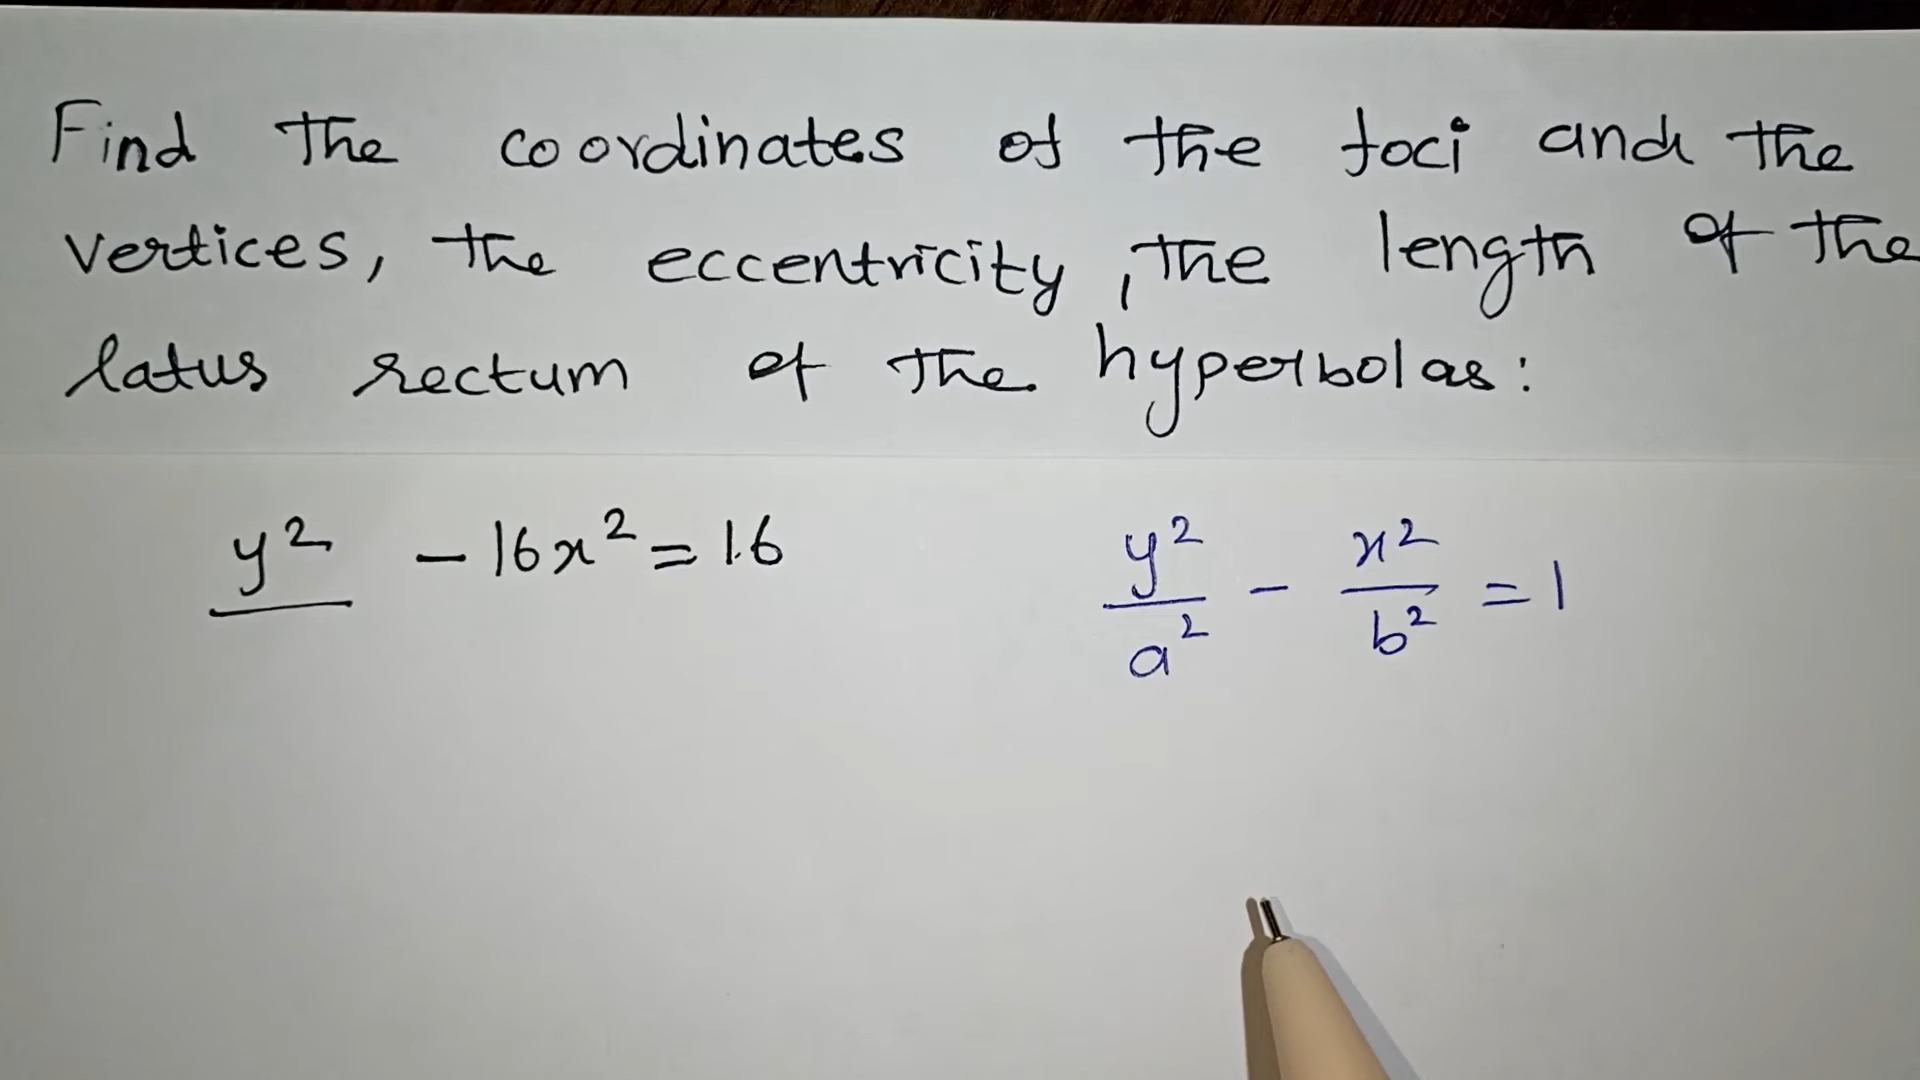 Find the coordinates of the foci and the
vertices, the eccentricity, the length of the
latus rectum of the hyperbolas:
y² - 16x² = 16
y²/a² - x²/b² = 1